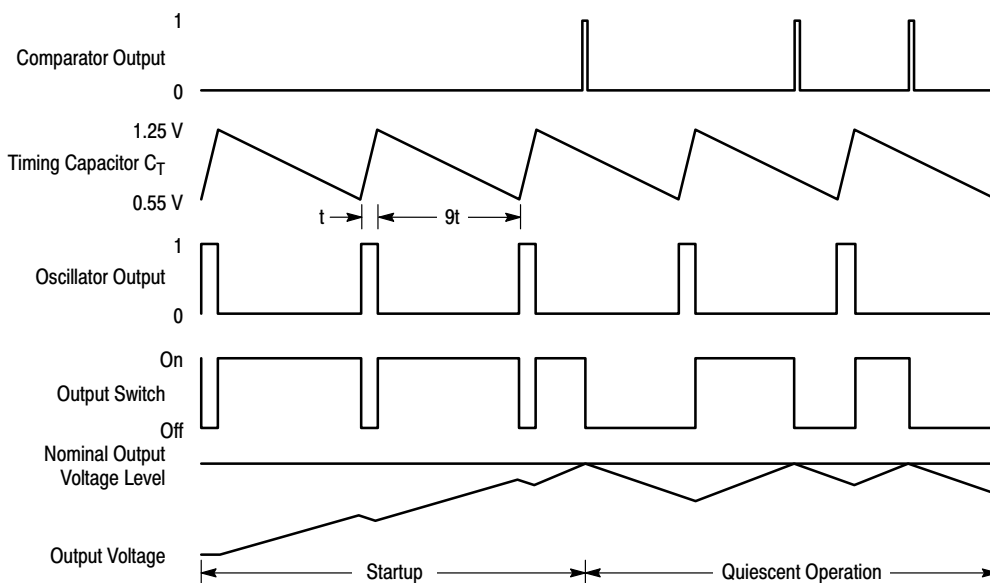 1
Comparator Output
0
1.25 V
Timing Capacitor CT
0.55 V
t
9t
1
Oscillator Output
0
On
Output Switch
Off
Nominal Output
Voltage Level
Output Voltage
Startup
Quiescent Operation